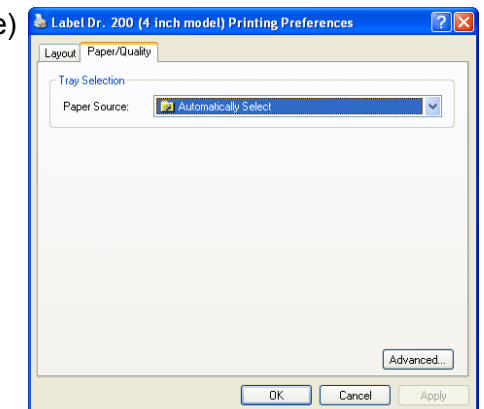 e)
Label Dr. 200 (4 inch model) Printing Preferences
Layout Paper/Quality
Tray Selection
Paper Source: Automatically Select
Advanced...
OK Cancel Apply